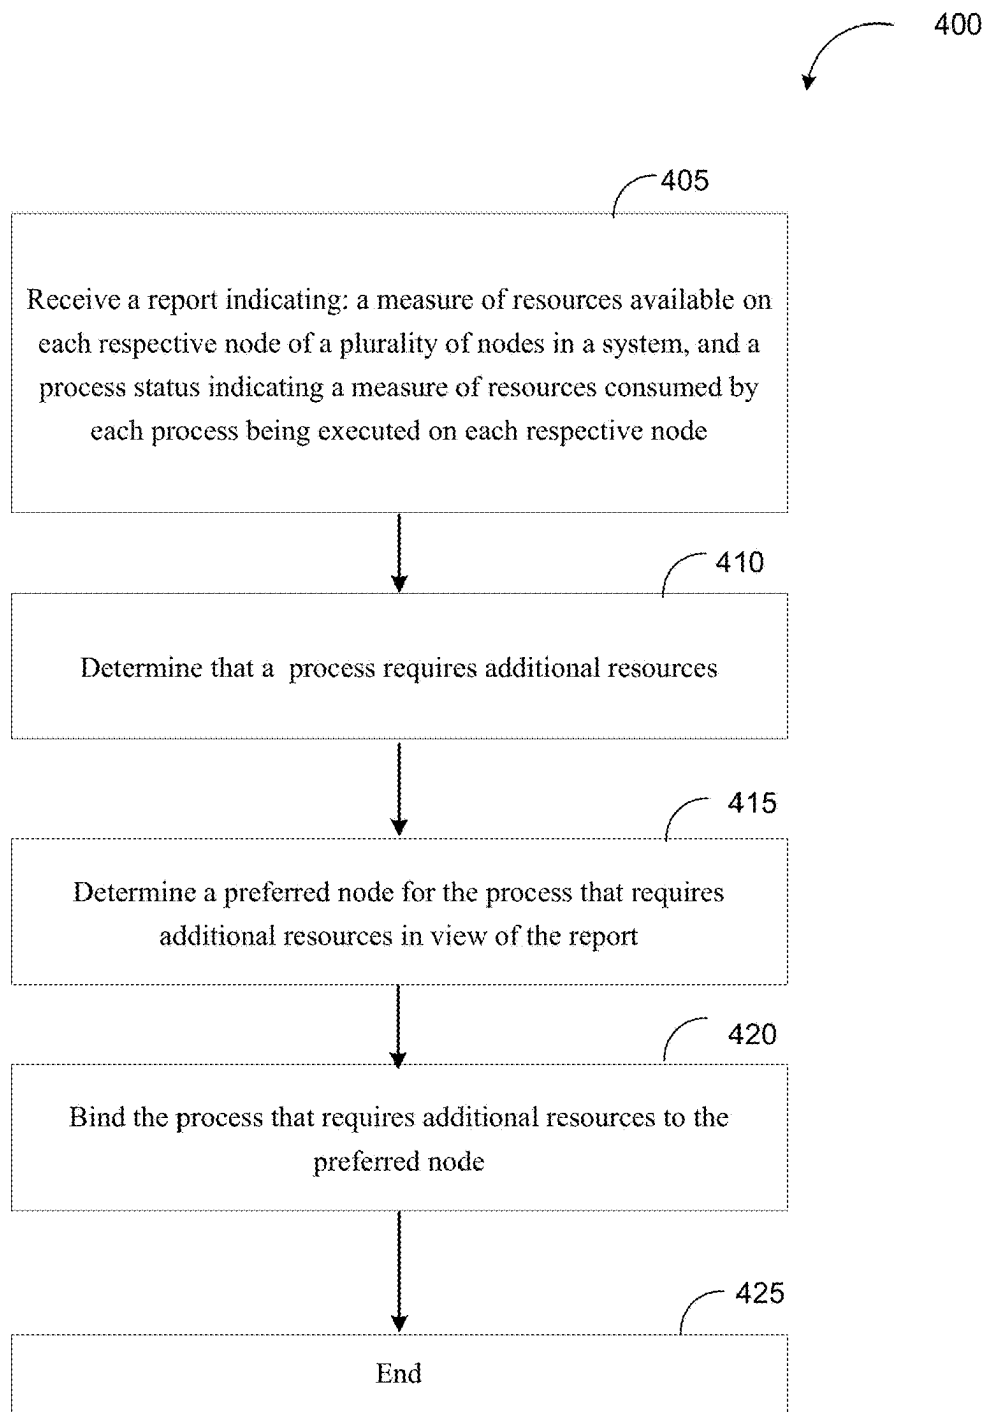 400
405
Receive a report indicating: a measure of resources available on
each respective node of a plurality of nodes in a system, and a
process status indicating a measure of resources consumed by
each process being executed on each respective node
410
Determine that a process requires additional resources
415
Determine a preferred node for the process that requires
additional resources in view of the report
420
Bind the process that requires additional resources to the
preferred node
425
End